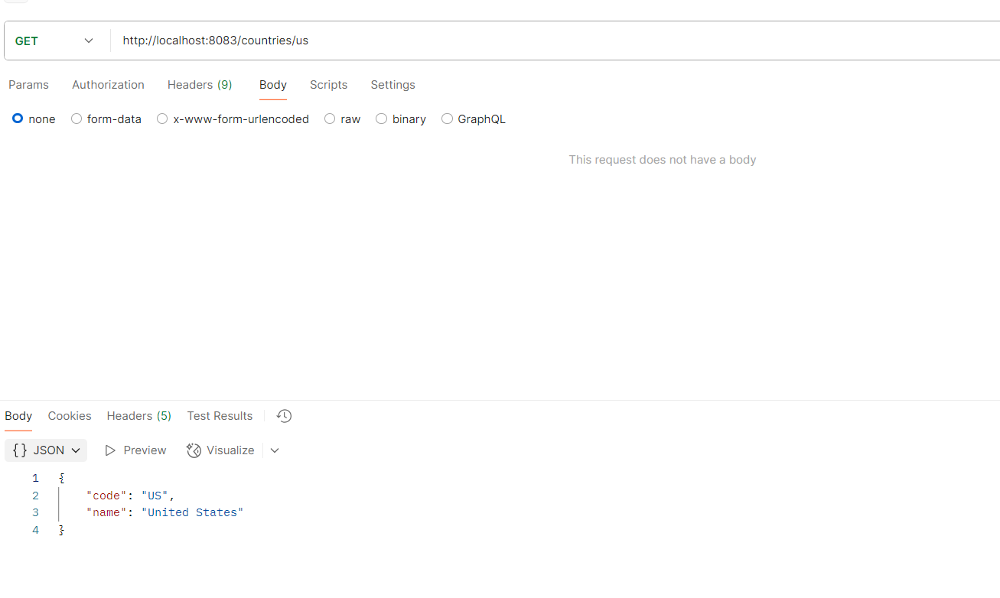 GET http://localhost:8083/countries/us
Params Authorization Headers (9) Body Scripts Settings
none form-data x-www-form-urlencoded raw binary GraphQL
This request does not have a body
Body Cookies Headers (5) Test Results
{} JSON Preview Visualize
1 {
2 "code": "US",
3 "name": "United States"
4 }